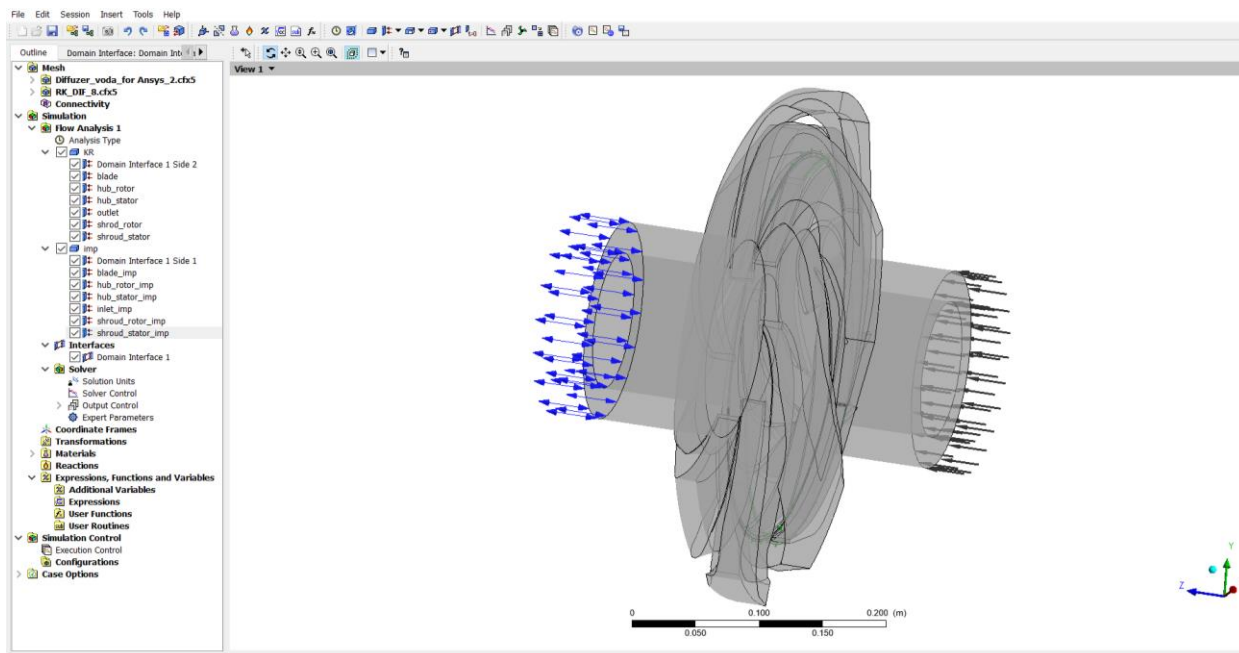 File Edit Session Insert Tools Help
Outline Domain Interface: Domain Int
View 1
Mesh
Diffuzer_voda_for Ansys_2.cfx5
RK_DIF_8.cfx5
Connectivity
Simulation
Flow Analysis 1
Analysis Type
KR
Domain Interface 1 Side 2
blade
hub_rotor
hub_stator
outlet
shrod_rotor
shroud_stator
imp
Domain Interface 1 Side 1
blade_imp
hub_rotor_imp
hub_stator_imp
inlet_imp
shroud_rotor_imp
shroud_stator_imp
Interfaces
Domain Interface 1
Solver
Solution Units
Solver Control
Output Control
Expert Parameters
Coordinate Frames
Transformations
Materials
Reactions
Expressions, Functions and Variables
Additional Variables
Expressions
User Functions
User Routines
Simulation Control
Execution Control
Configurations
Case Options
0 0.100 0.200 (m)
0.050 0.150
Y
Z